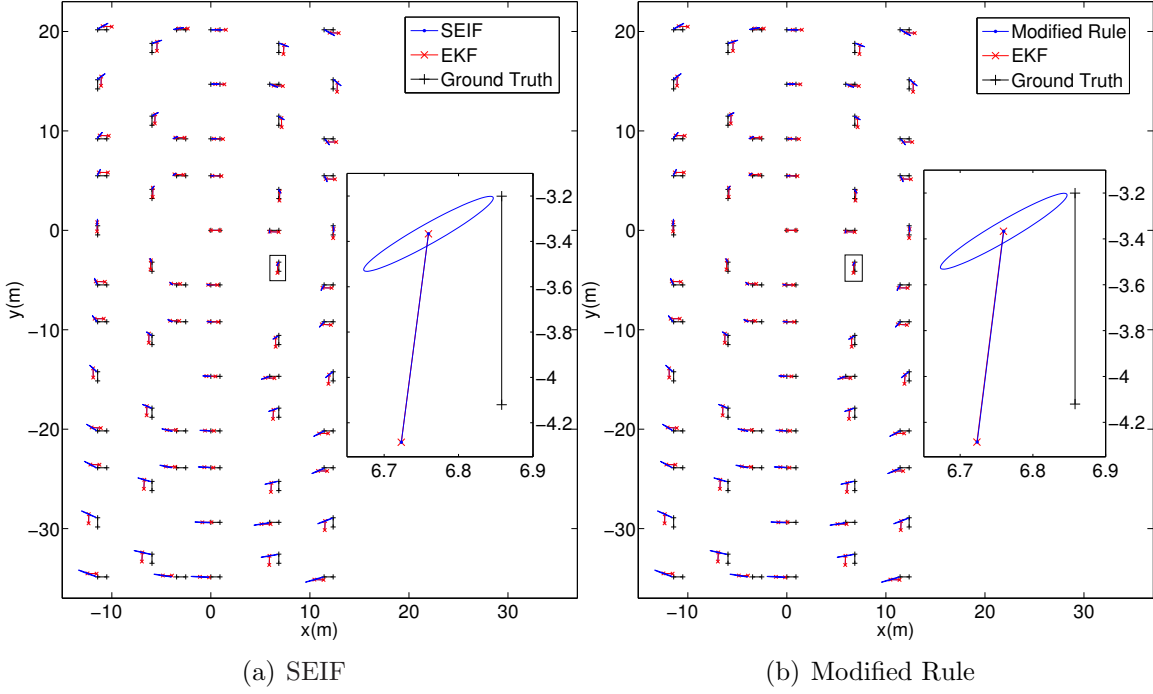 20
10
0
−10
−20
−30
y(m)
−10 0 10 20 30
x(m)
SEIF
EKF
Ground Truth
−3.2
−3.4
−3.6
−3.8
−4
−4.2
6.7 6.8 6.9
(a) SEIF
20
10
0
−10
−20
−30
y(m)
−10 0 10 20 30
x(m)
Modified Rule
EKF
Ground Truth
−3.2
−3.4
−3.6
−3.8
−4
−4.2
6.7 6.8 6.9
(b) Modified Rule